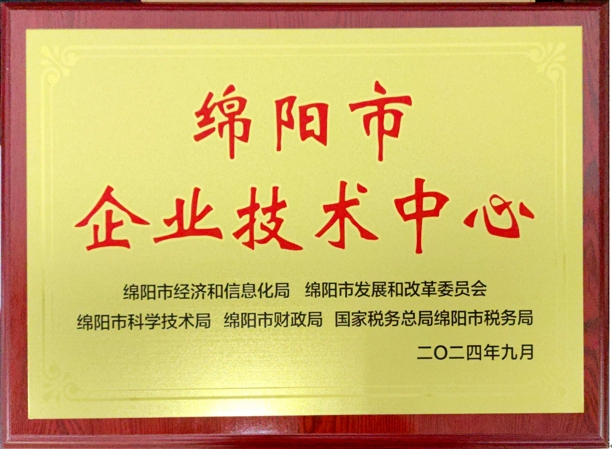 绵阳市
企业技术中心
绵阳市经济和信息化局 绵阳市发展和改革委员会
绵阳市科学技术局 绵阳市财政局 国家税务总局绵阳市税务局
二〇二四年九月